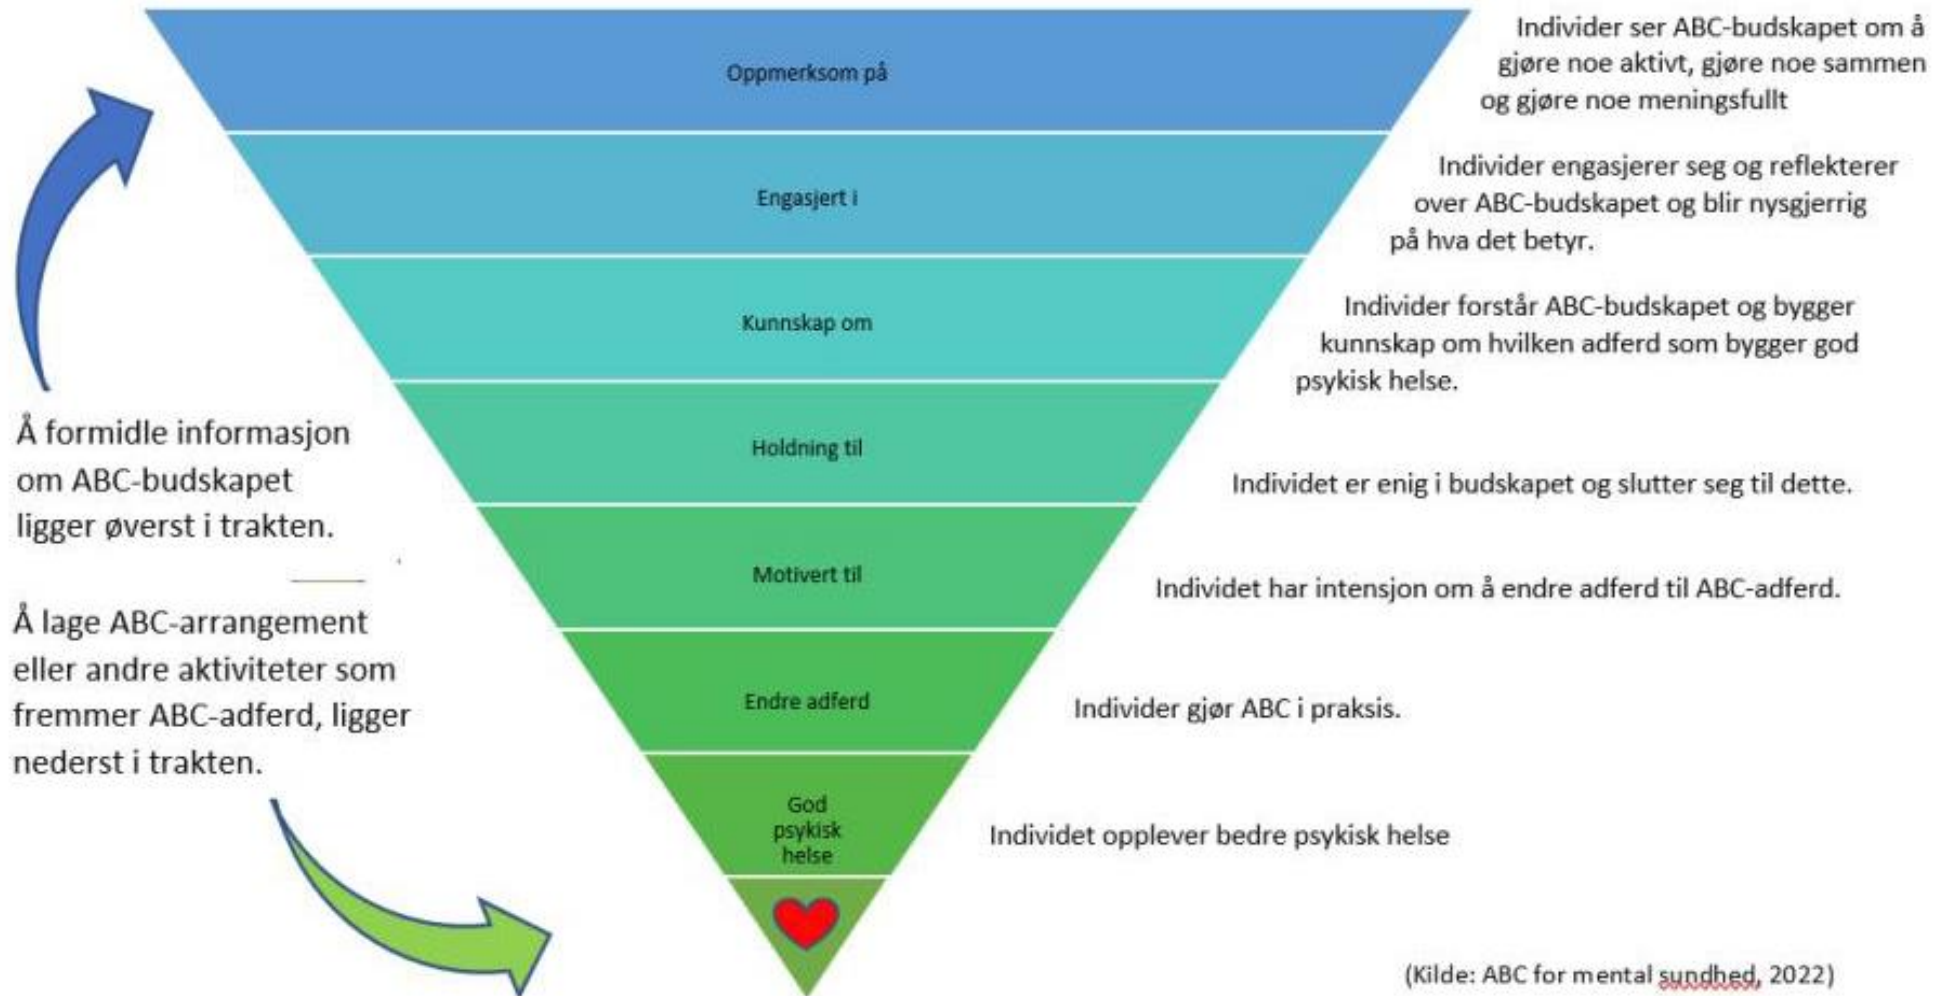 Oppmerksom på
Individer ser ABC-budskapet om å
gjøre noe aktivt, gjøre noe sammen
og gjøre noe meningsfullt
Engasjert i
Individer engasjerer seg og reflekterer
over ABC-budskapet og blir nysgjerrig
på hva det betyr.
Kunnskap om
Individer forstår ABC-budskapet og bygger
kunnskap om hvilken adferd som bygger god
psykisk helse.
Holdning til
Individet er enig i budskapet og slutter seg til dette.
Motivert til
Individet har intensjon om å endre adferd til ABC-adferd.
Endre adferd
Individer gjør ABC i praksis.
God
psykisk
helse
Individet opplever bedre psykisk helse
Å formidle informasjon
om ABC-budskapet
ligger øverst i trakten.
Å lage ABC-arrangement
eller andre aktiviteter som
fremmer ABC-adferd, ligger
nederst i trakten.
(Kilde: ABC for mental sundhed, 2022)